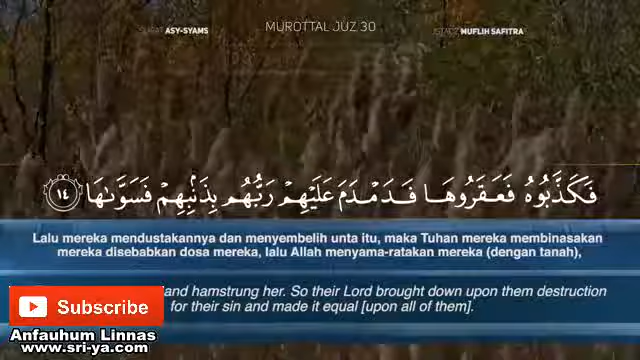 SURAT ASY-SYAMS
MUROTTAL JUZ 30
USTADZ MUFLIH SAFITRA
فَكَذَّبُوهُ فَعَقَرُوهَا فَدَمْدَمَ عَلَيْهِمْ رَبُّهُمْ بِذَنْۢبِهِمْ فَسَوّٰىهَا ١٤
Lalu mereka mendustakannya dan menyembelih unta itu, maka Tuhan mereka membinasakan
mereka disebabkan dosa mereka, lalu Allah menyama-ratakan mereka (dengan tanah),
and hamstrung her. So their Lord brought down upon them destruction
for their sin and made it equal [upon all of them].
Subscribe
Anfauhum Linnas
www.sri-ya.com